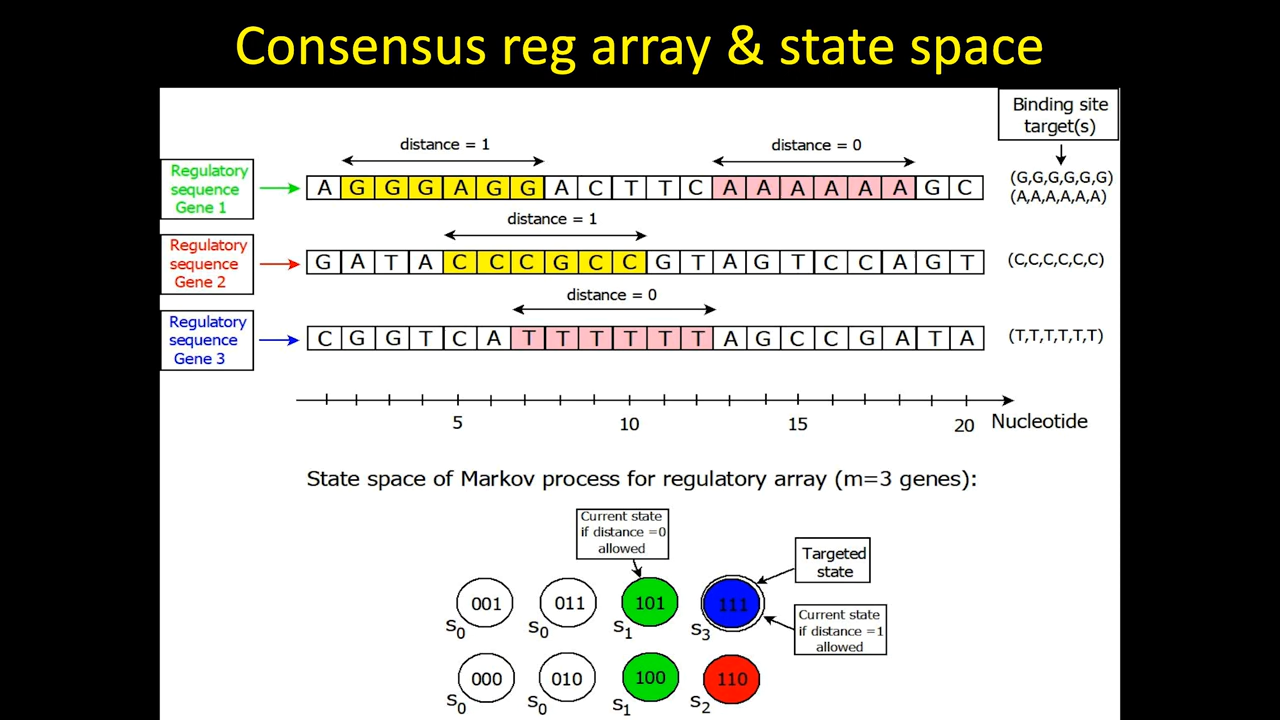 Consensus reg array & state space
Binding site
target(s)
distance = 1
distance = 0
Regulatory
sequence
Gene 1
A G G G A G G A C T T C A A A A A A G C
(G,G,G,G,G,G)
(A,A,A,A,A,A)
distance = 1
Regulatory
sequence
Gene 2
G A T A C C C G C C G T A G T C C A G T
(C,C,C,C,C,C)
distance = 0
Regulatory
sequence
Gene 3
C G G T C A T T T T T T A G C C G A T A
(T,T,T,T,T,T)
5 10 15 20 Nucleotide
State space of Markov process for regulatory array (m=3 genes):
Current state
if distance =0
allowed
Targeted
state
001 011 101 111
S0 S0 S1 S3
Current state
if distance =1
allowed
000 010 100 110
S0 S0 S1 S2